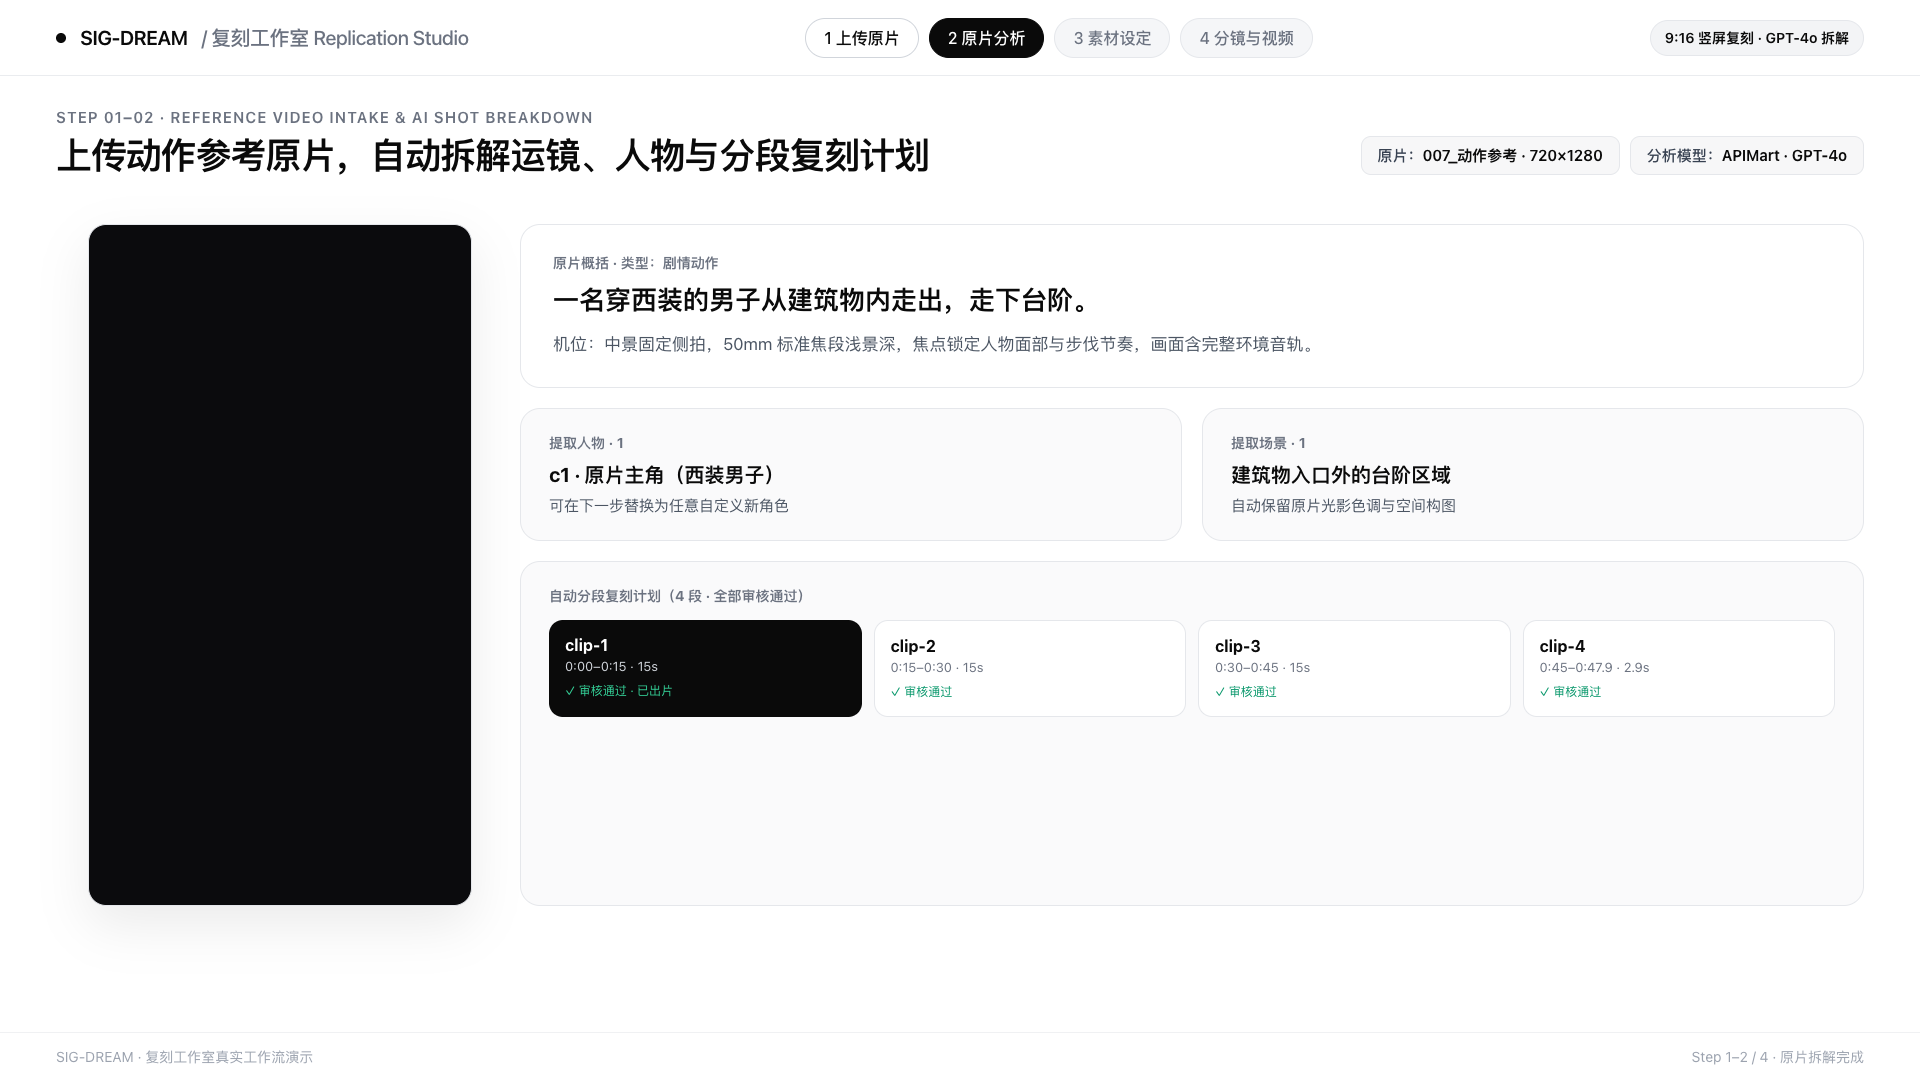 SIG-DREAM / 复刻工作室 Replication Studio
1 上传原片
2 原片分析
3 素材设定
4 分镜与视频
9:16 竖屏复刻 · GPT-4o 拆解
STEP 01–02 · REFERENCE VIDEO INTAKE & AI SHOT BREAKDOWN
上传动作参考原片，自动拆解运镜、人物与分段复刻计划
原片：007_动作参考 · 720×1280
分析模型：APIMart · GPT-4o
原片概括 · 类型：剧情动作
一名穿西装的男子从建筑物内走出，走下台阶。
机位：中景固定侧拍，50mm 标准焦段浅景深，焦点锁定人物面部与步伐节奏，画面含完整环境音轨。
提取人物 · 1
c1 · 原片主角（西装男子）
可在下一步替换为任意自定义新角色
提取场景 · 1
建筑物入口外的台阶区域
自动保留原片光影色调与空间构图
自动分段复刻计划（4 段 · 全部审核通过）
clip-1
0:00–0:15 · 15s
✓ 审核通过 · 已出片
clip-2
0:15–0:30 · 15s
✓ 审核通过
clip-3
0:30–0:45 · 15s
✓ 审核通过
clip-4
0:45–0:47.9 · 2.9s
✓ 审核通过
SIG-DREAM · 复刻工作室真实工作流演示
Step 1–2 / 4 · 原片拆解完成